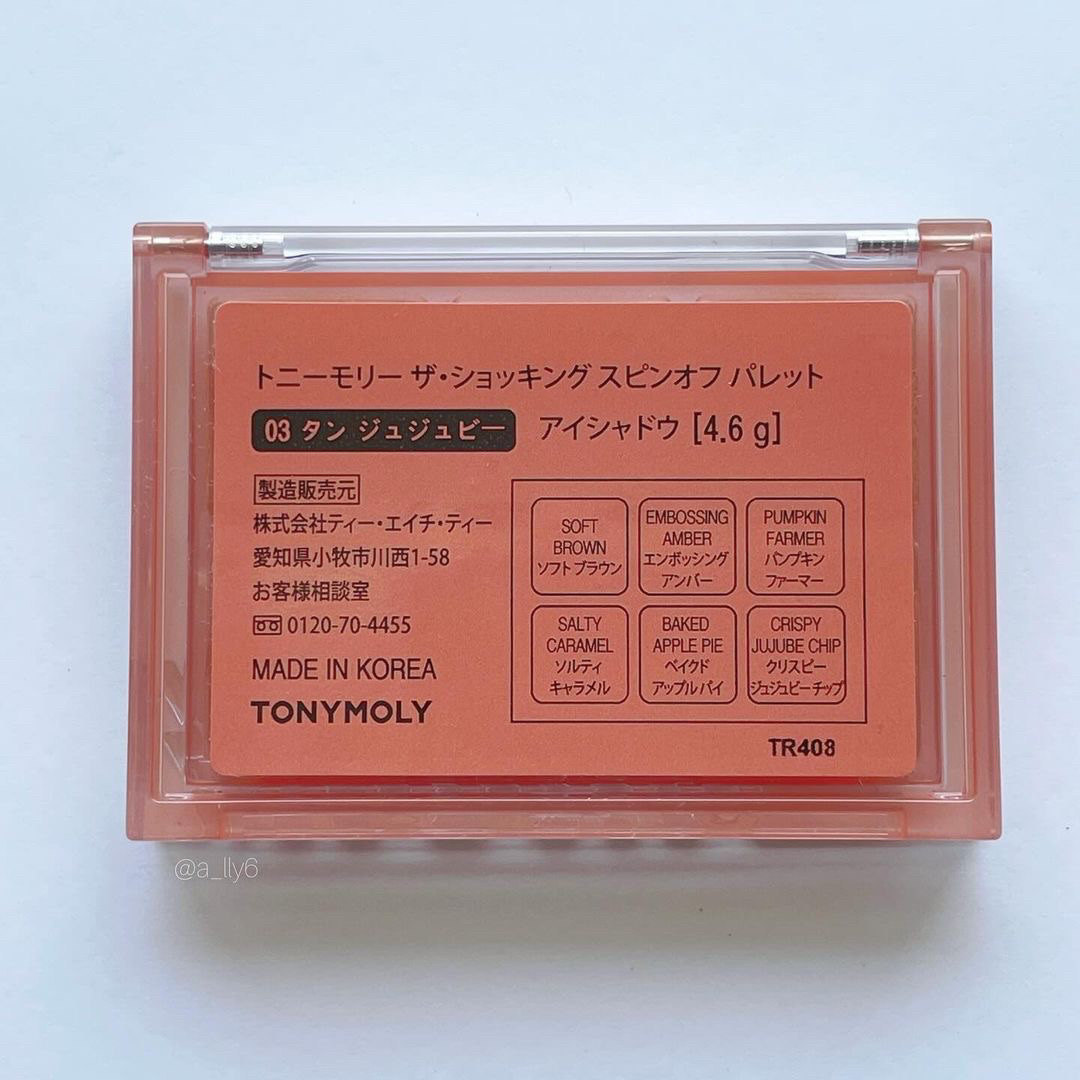 トニーモリー ザ・ショッキング スピンオフ パレット
03 タン ジュジュビー アイシャドウ [4.6 g]
製造販売元
株式会社ティー・エイチ・ティー
愛知県小牧市川西1-58
お客様相談室
0120-70-4455
MADE IN KOREA
TONYMOLY
SOFT
BROWN
ソフト ブラウン
EMBOSSING
AMBER
エンボッシング
アンバー
PUMPKIN
FARMER
パンプキン
ファーマー
SALTY
CARAMEL
ソルティ
キャラメル
BAKED
APPLE PIE
ベイクド
アップル パイ
CRISPY
JUJUBE CHIP
クリスピー
ジュジュビー チップ
TR408
@a_lly6